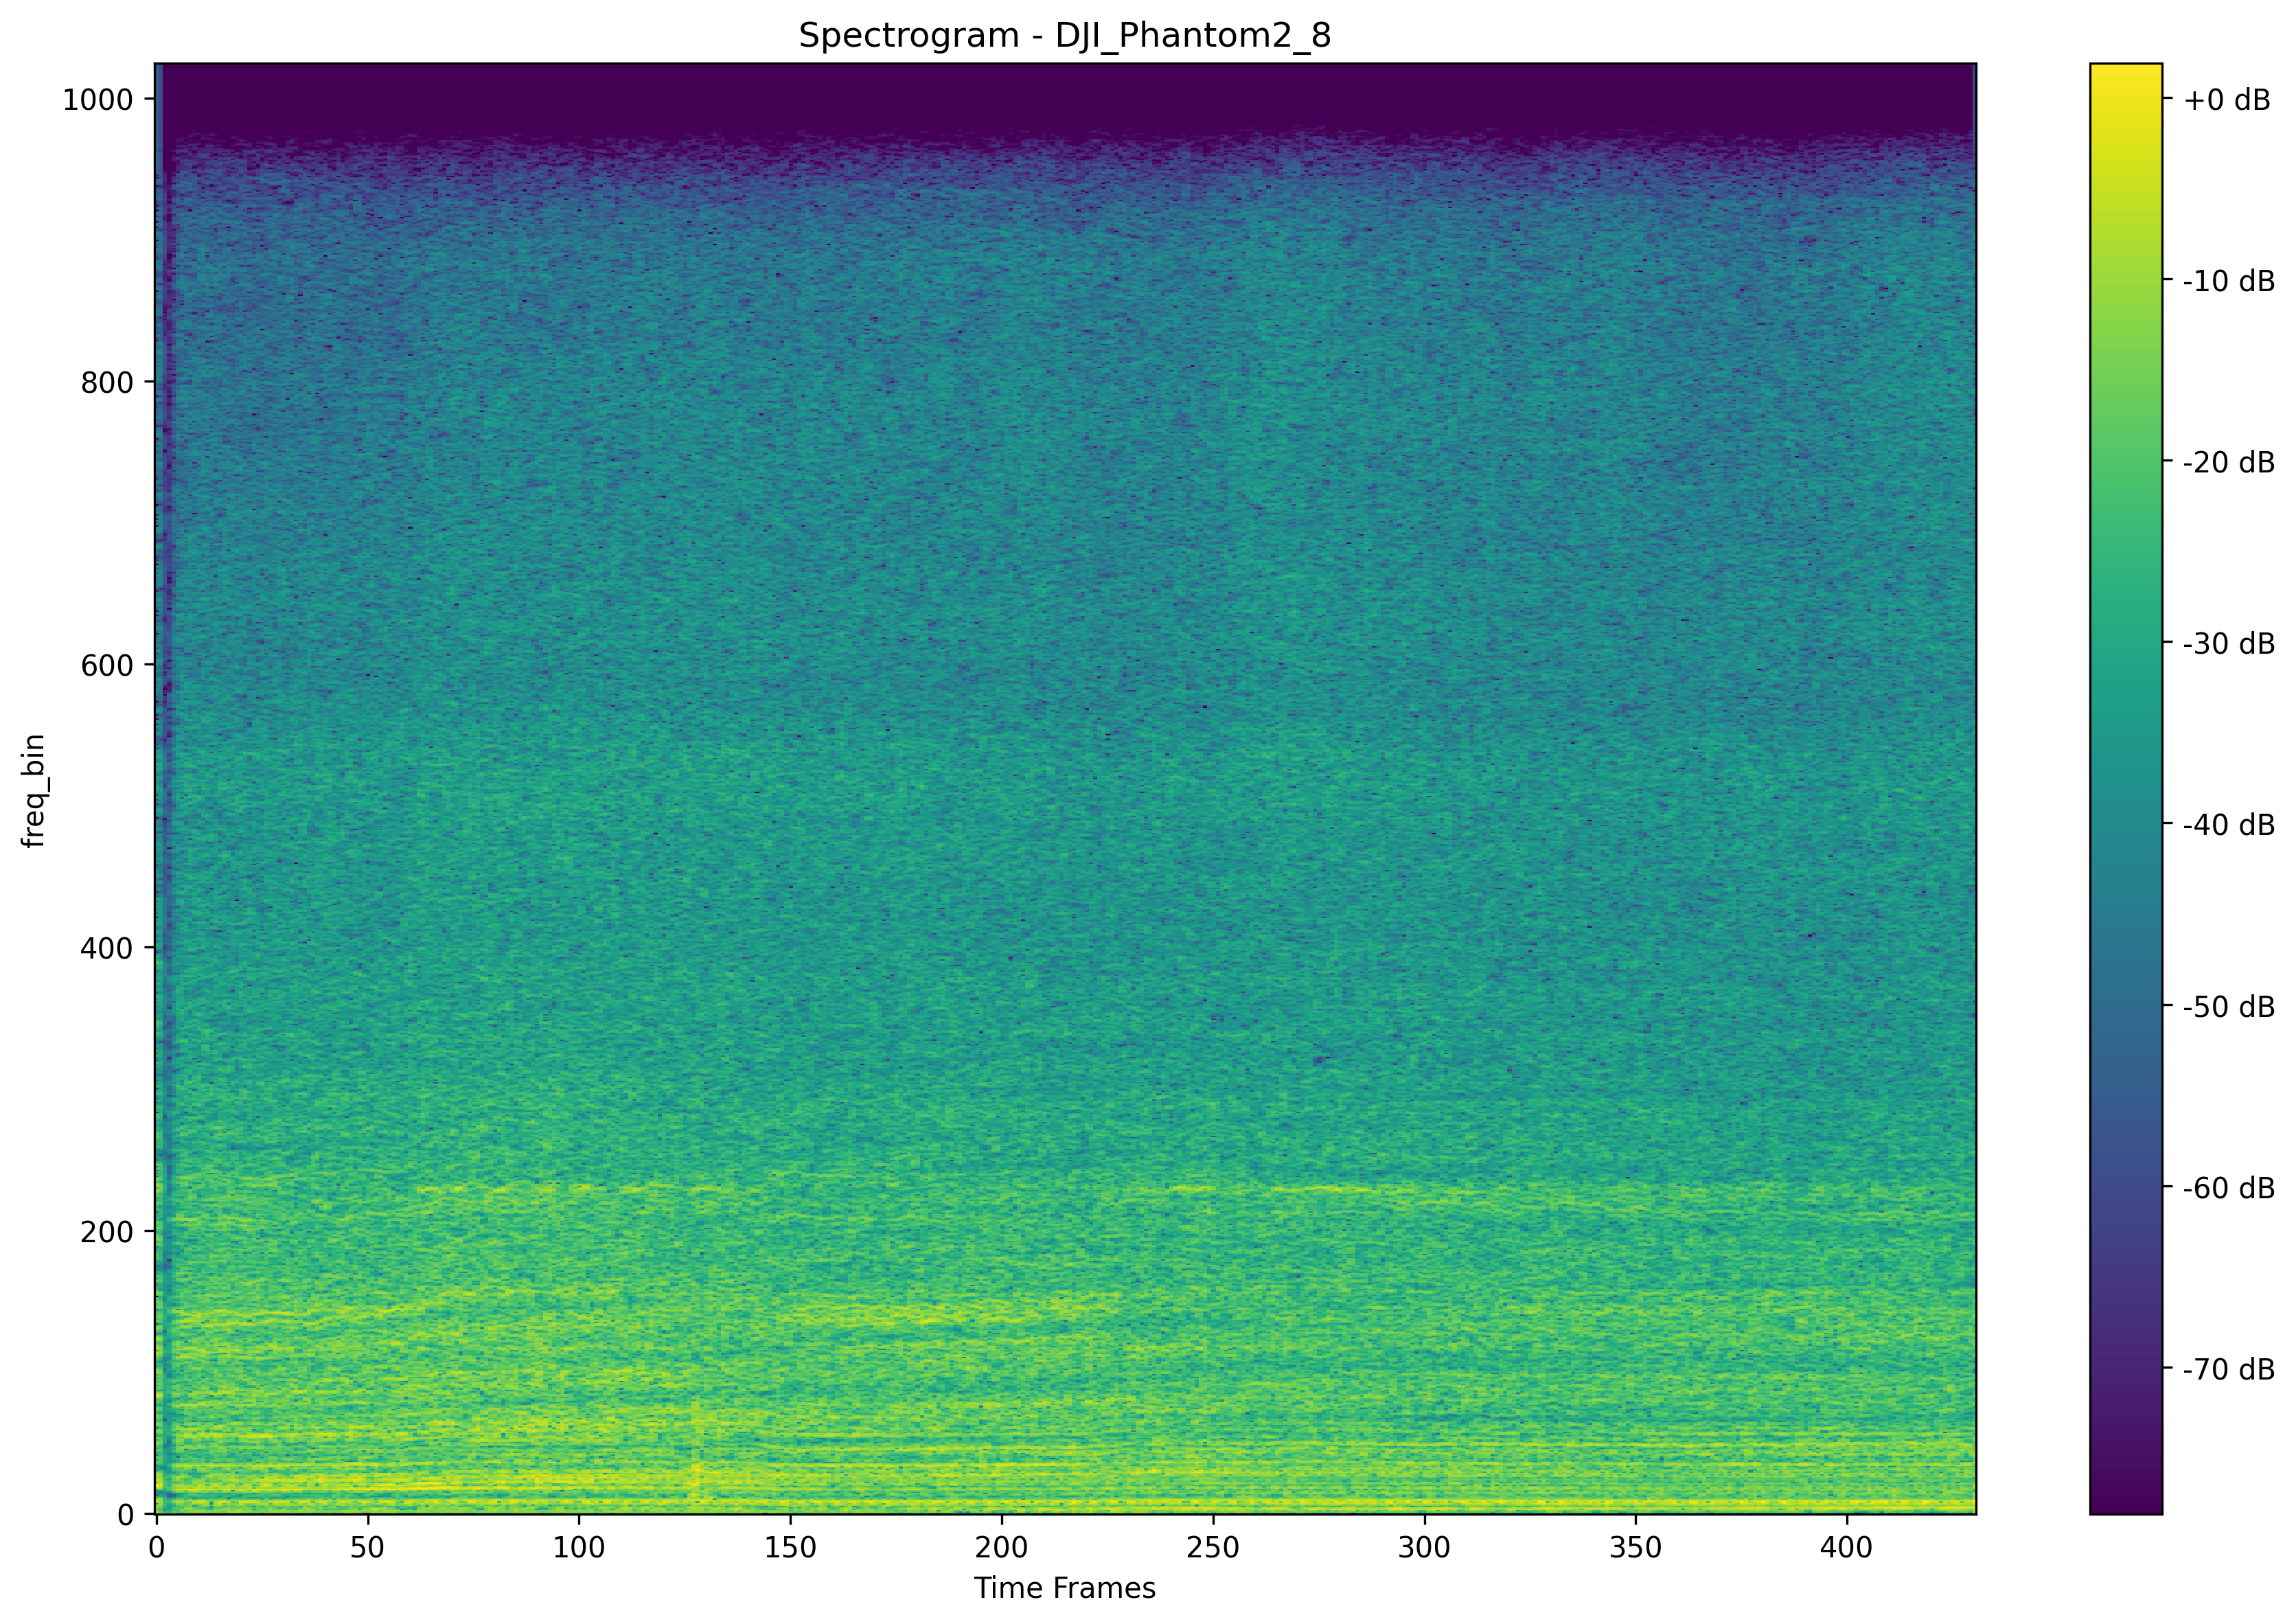 Spectrogram - DJI_Phantom2_8
1000
800
600
400
200
0
freq_bin
0 50 100 150 200 250 300 350 400
Time Frames
+0 dB
-10 dB
-20 dB
-30 dB
-40 dB
-50 dB
-60 dB
-70 dB